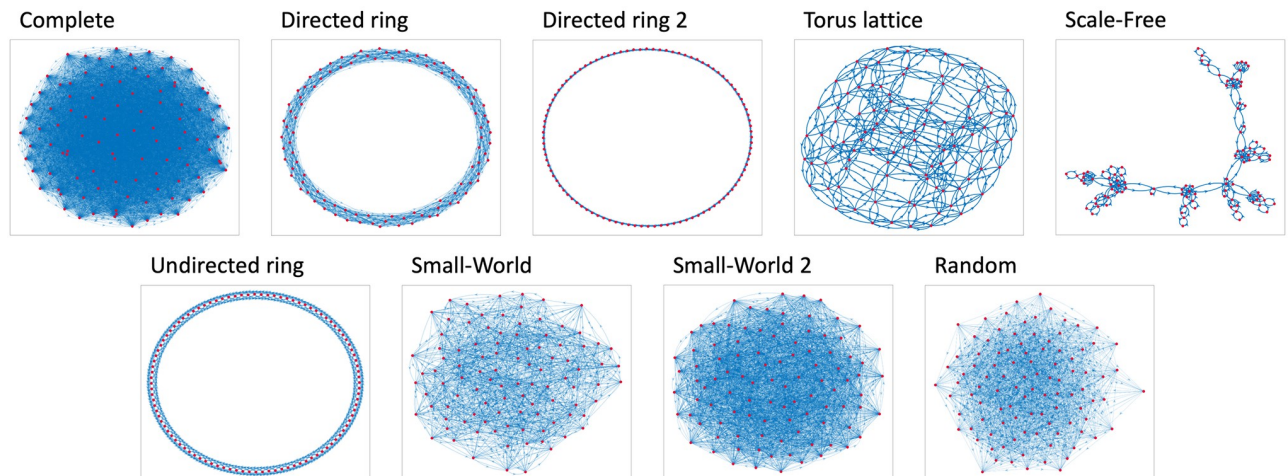 Complete
Directed ring
Directed ring 2
Torus lattice
Scale-Free
Undirected ring
Small-World
Small-World 2
Random